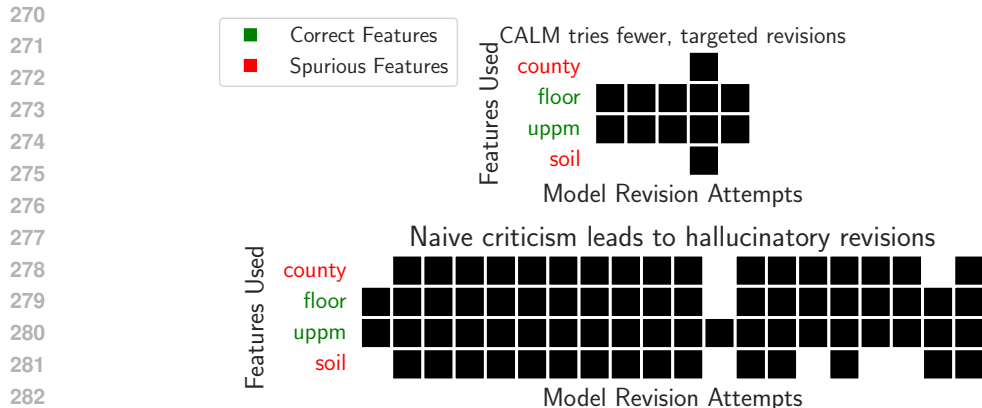 270
271
272
273
274
275
276
277
278
279
280
281
282
Correct Features
Spurious Features
CALM tries fewer, targeted revisions
Features Used
county
floor
uppm
soil
Model Revision Attempts
Naive criticism leads to hallucinatory revisions
Features Used
county
floor
uppm
soil
Model Revision Attempts